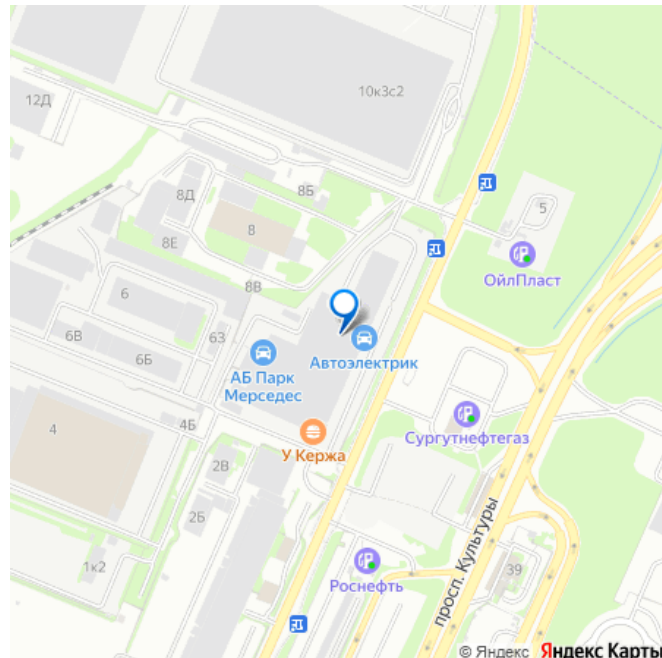 10к3с2
12Д
8Б
8Д
8
5
8Е
ОйлПласт
8В
6
63
6В
6Б
АБ Парк
Мерседес
Автоэлектрик
4Б
4
У Кержа
Сургутнефтегаз
2В
2Б
просп. Культуры
1к2
Роснефть
39
© Яндекс Яндекс Карты